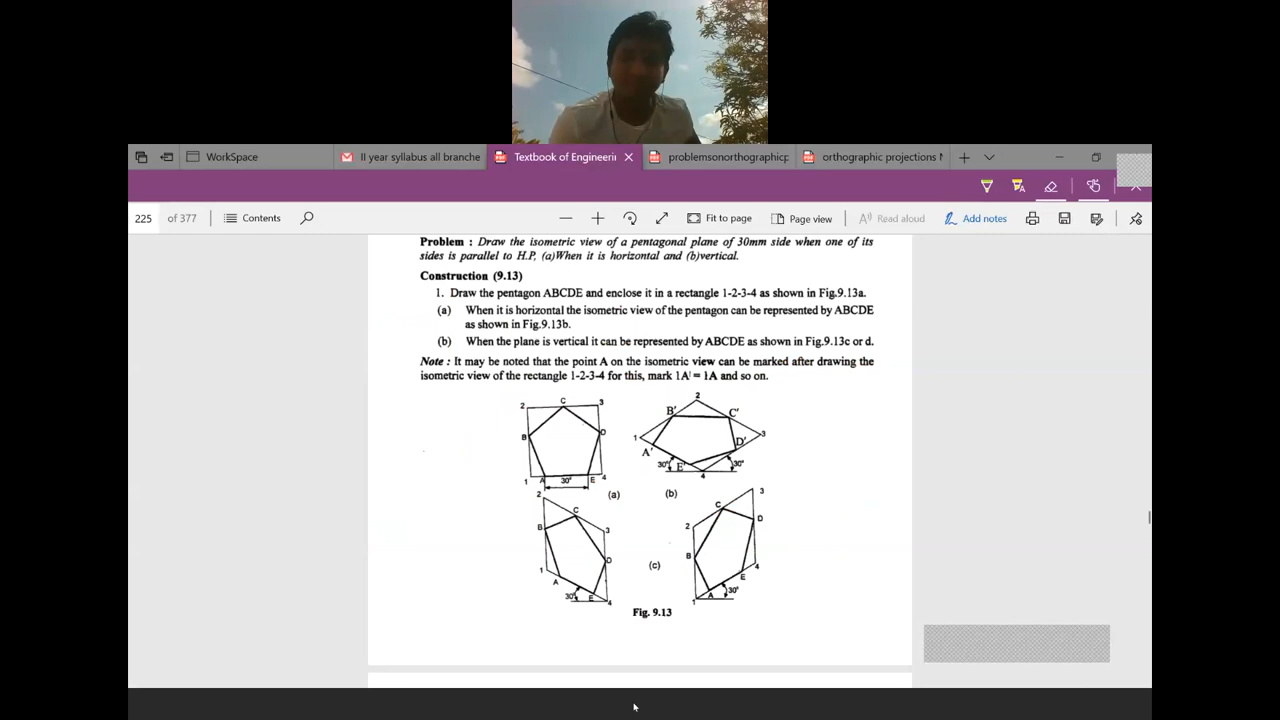 WorkSpace
II year syllabus all branche
Textbook of Engineeri
problemsonorthographicp
orthographic projections
225 of 377
Contents
Fit to page
Page view
Read aloud
Add notes
Problem : Draw the isometric view of a pentagonal plane of 30mm side when one of its
sides is parallel to H.P, (a)When it is horizontal and (b)vertical.
Construction (9.13)
1. Draw the pentagon ABCDE and enclose it in a rectangle 1-2-3-4 as shown in Fig.9.13a.
(a) When it is horizontal the isometric view of the pentagon can be represented by ABCDE
as shown in Fig.9.13b.
(b) When the plane is vertical it can be represented by ABCDE as shown in Fig.9.13c or d.
Note : It may be noted that the point A on the isometric view can be marked after drawing the
isometric view of the rectangle 1-2-3-4 for this, mark 1A' = 1A and so on.
2 C 3
B D
1 A 30° E 4
(a)
2
B' C'
1 3
A' D'
30° E' 30°
4
(b)
2
C
B 3
D
1 A
30° E 4
(c)
3
C D
2
B
4
E
A 30°
1
Fig. 9.13